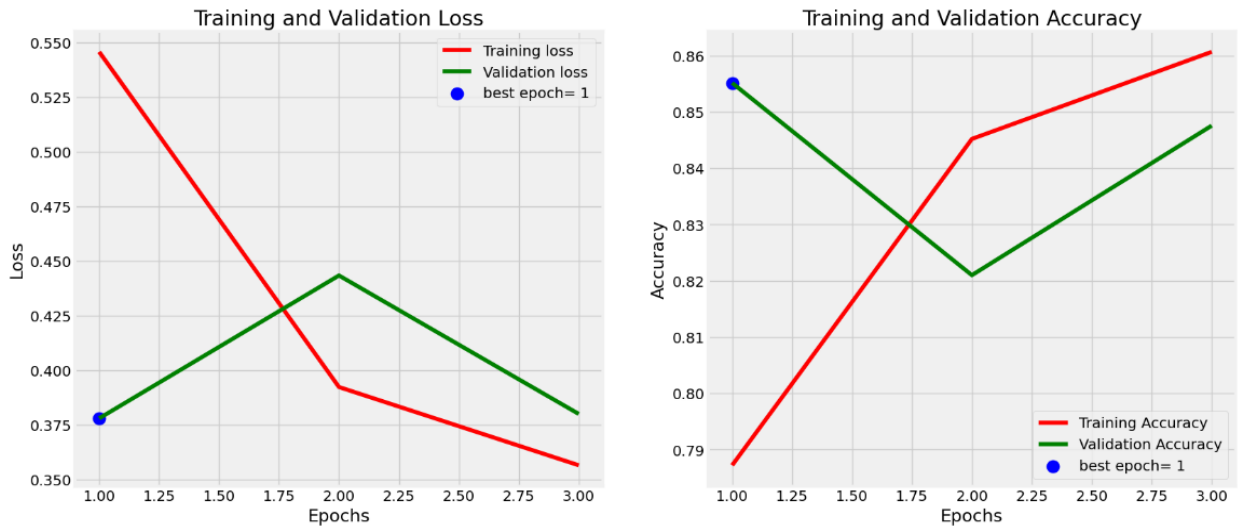 Training and Validation Loss
0.550
0.525
0.500
0.475
0.450
0.425
0.400
0.375
0.350
Loss
1.00 1.25 1.50 1.75 2.00 2.25 2.50 2.75 3.00
Epochs
Training loss
Validation loss
best epoch= 1
Training and Validation Accuracy
0.86
0.85
0.84
0.83
0.82
0.81
0.80
0.79
Accuracy
1.00 1.25 1.50 1.75 2.00 2.25 2.50 2.75 3.00
Epochs
Training Accuracy
Validation Accuracy
best epoch= 1